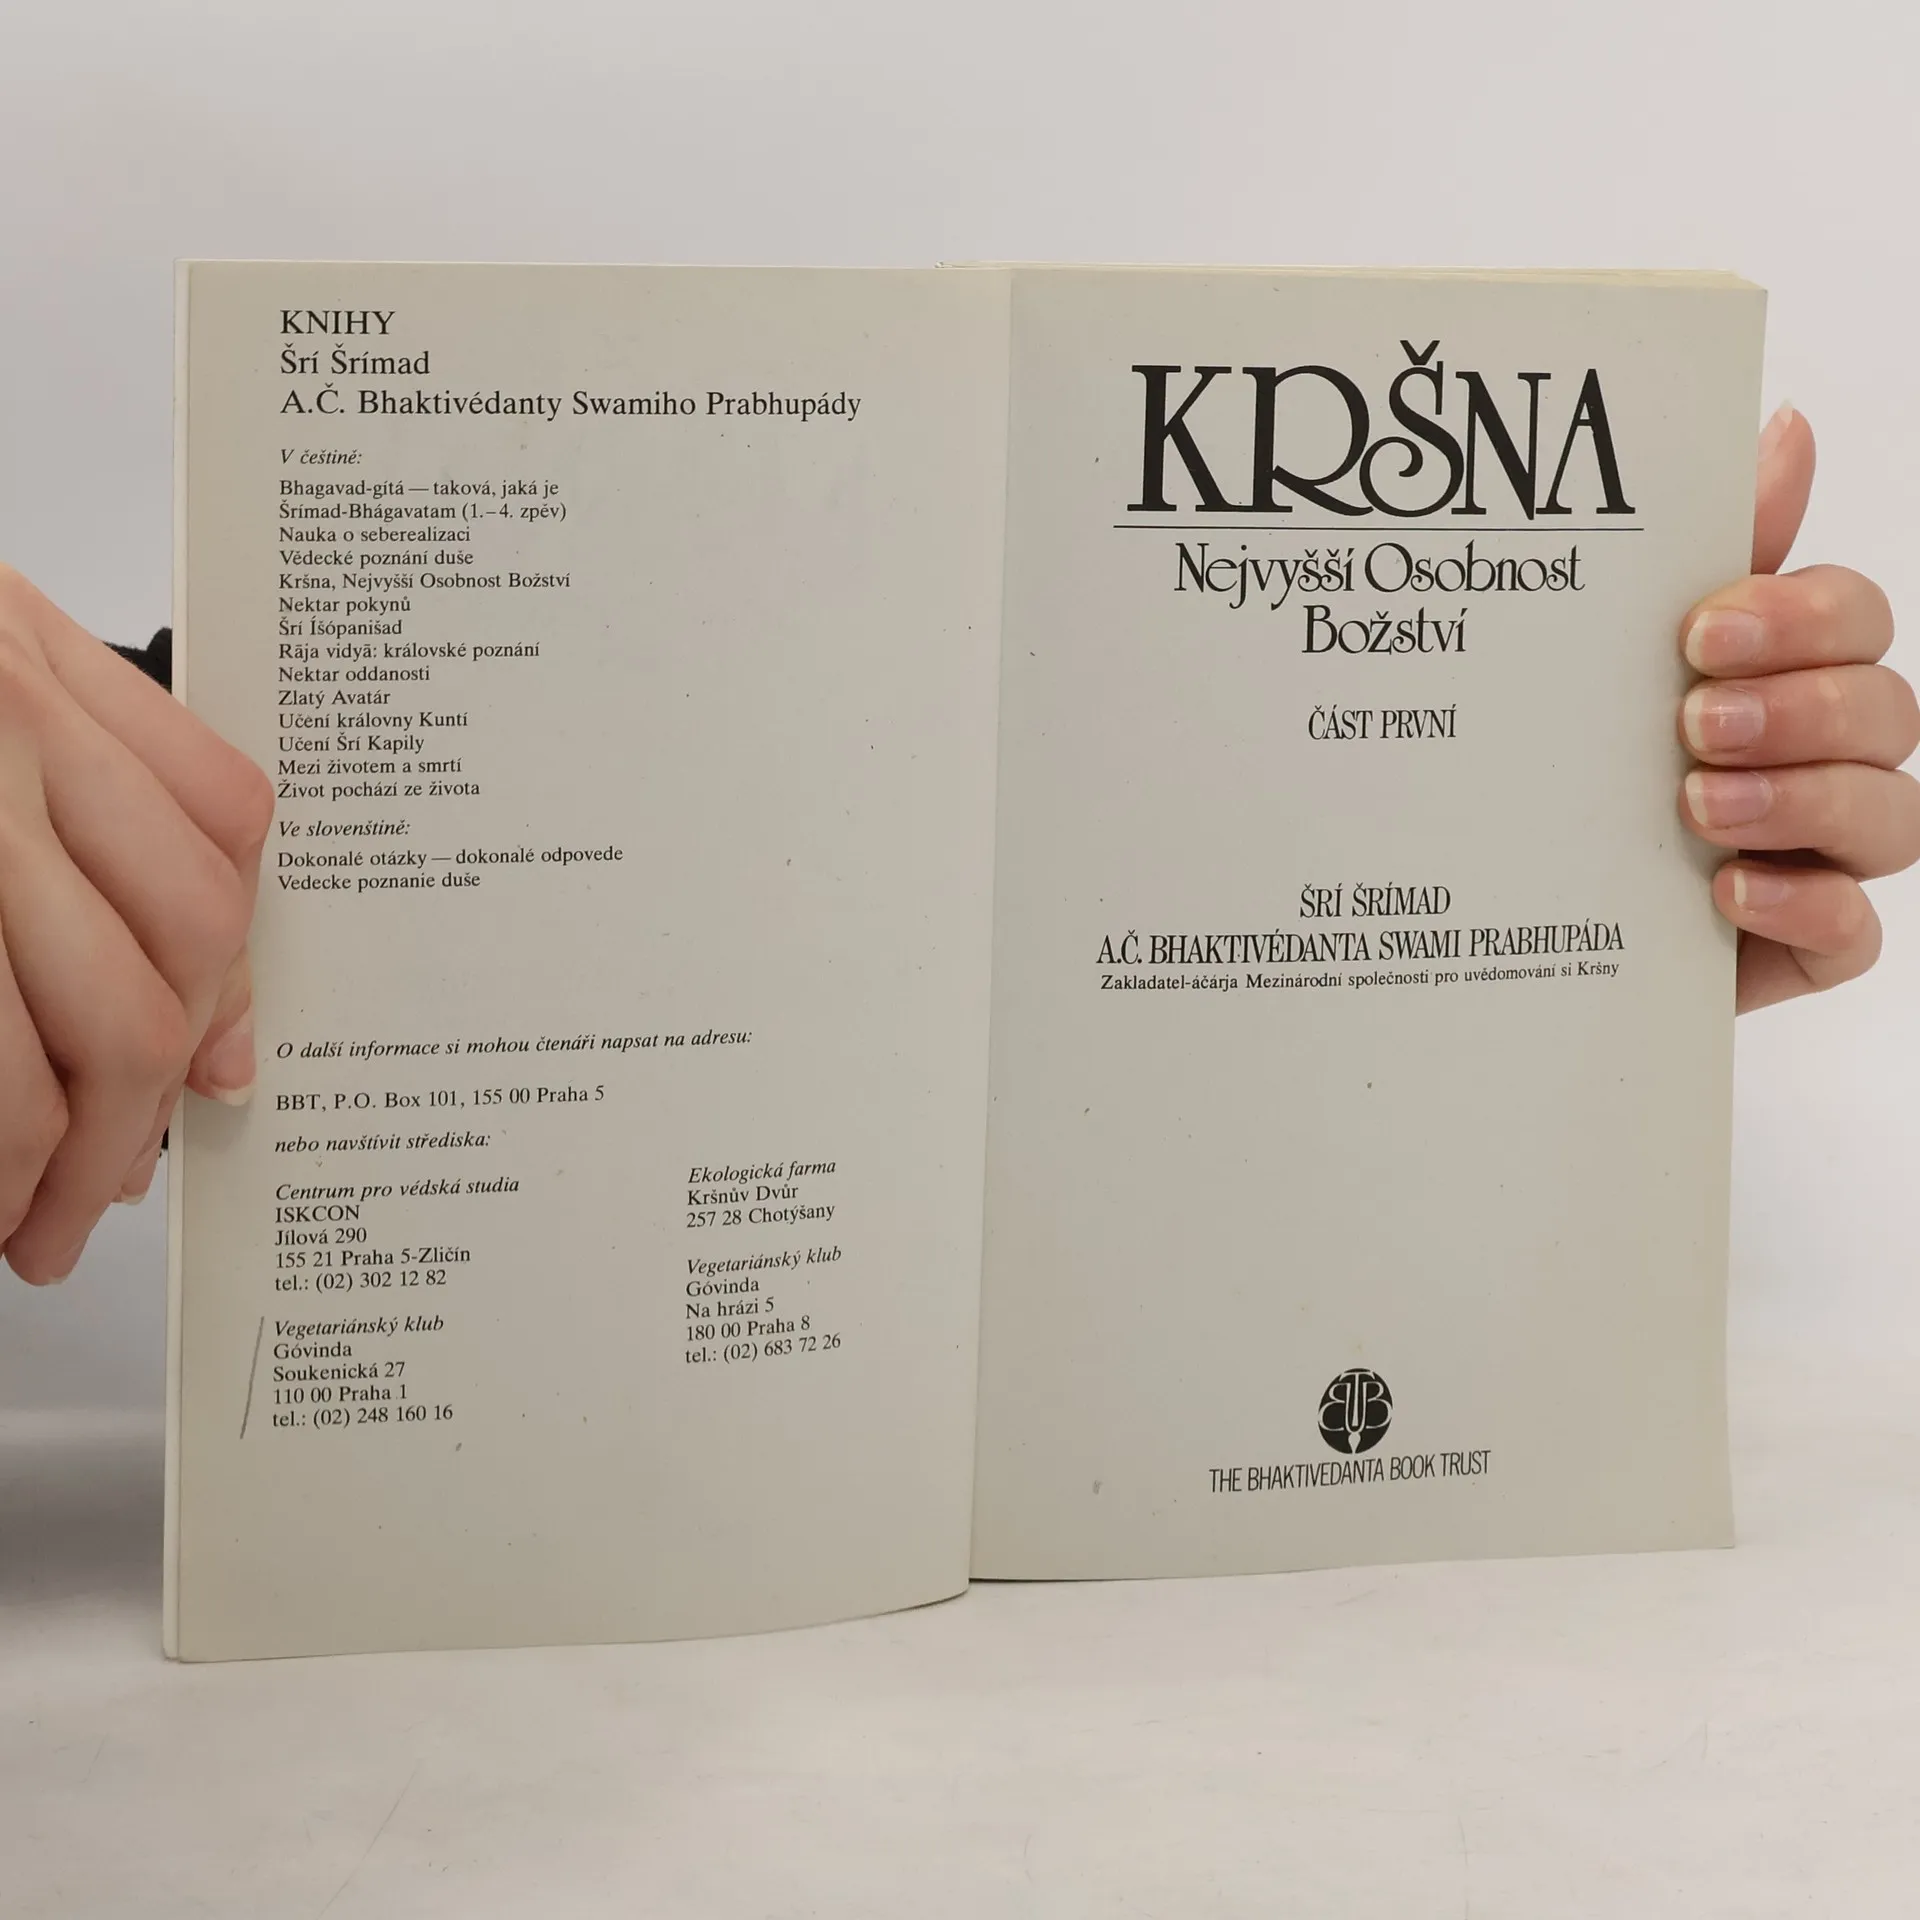 KNIHY
Šrí Šrímad
A.Č. Bhaktivédanty Swamiho Prabhupády
V češtině:
Bhagavad-gítá — taková, jaká je
Šrímad-Bhágavatam (1.–4. zpěv)
Nauka o seberealizaci
Vědecké poznání duše
Kršna, Nejvyšší Osobnost Božství
Nektar pokynů
Šrí Íšópanišad
Rāja vidyā: královské poznání
Nektar oddanosti
Zlatý Avatár
Učení královny Kuntí
Učení Šrí Kapily
Mezi životem a smrtí
Život pochází ze života
Ve slovenštině:
Dokonalé otázky — dokonalé odpovede
Vedecke poznanie duše
O další informace si mohou čtenáři napsat na adresu:
BBT, P.O. Box 101, 155 00 Praha 5
nebo navštívit střediska:
Centrum pro védská studia
ISKCON
Jílová 290
155 21 Praha 5-Zličín
tel.: (02) 302 12 82
Vegetariánský klub
Góvinda
Soukenická 27
110 00 Praha 1
tel.: (02) 248 160 16
Ekologická farma
Kršnův Dvůr
257 28 Chotýšany
Vegetariánský klub
Góvinda
Na hrázi 5
180 00 Praha 8
tel.: (02) 683 72 26
KRŠNA
Nejvyšší Osobnost
Božství
ČÁST PRVNÍ
ŠRÍ ŠRÍMAD
A.Č. BHAKTIVÉDANTA SWAMI PRABHUPÁDA
Zakladatel-áčárja Mezinárodní společnosti pro uvědomování si Kršny
BBT
THE BHAKTIVEDANTA BOOK TRUST